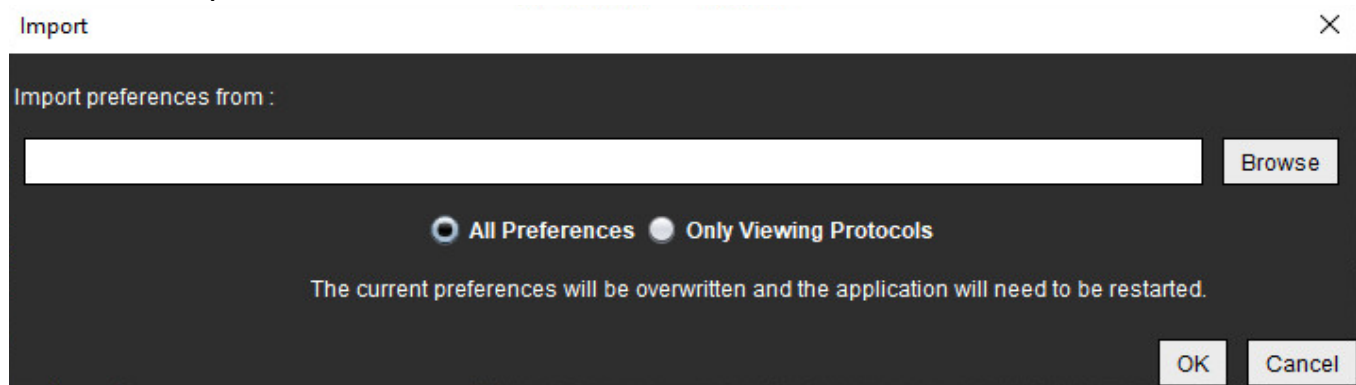 Import
Import preferences from :
Browse
All Preferences Only Viewing Protocols
The current preferences will be overwritten and the application will need to be restarted.
OK Cancel